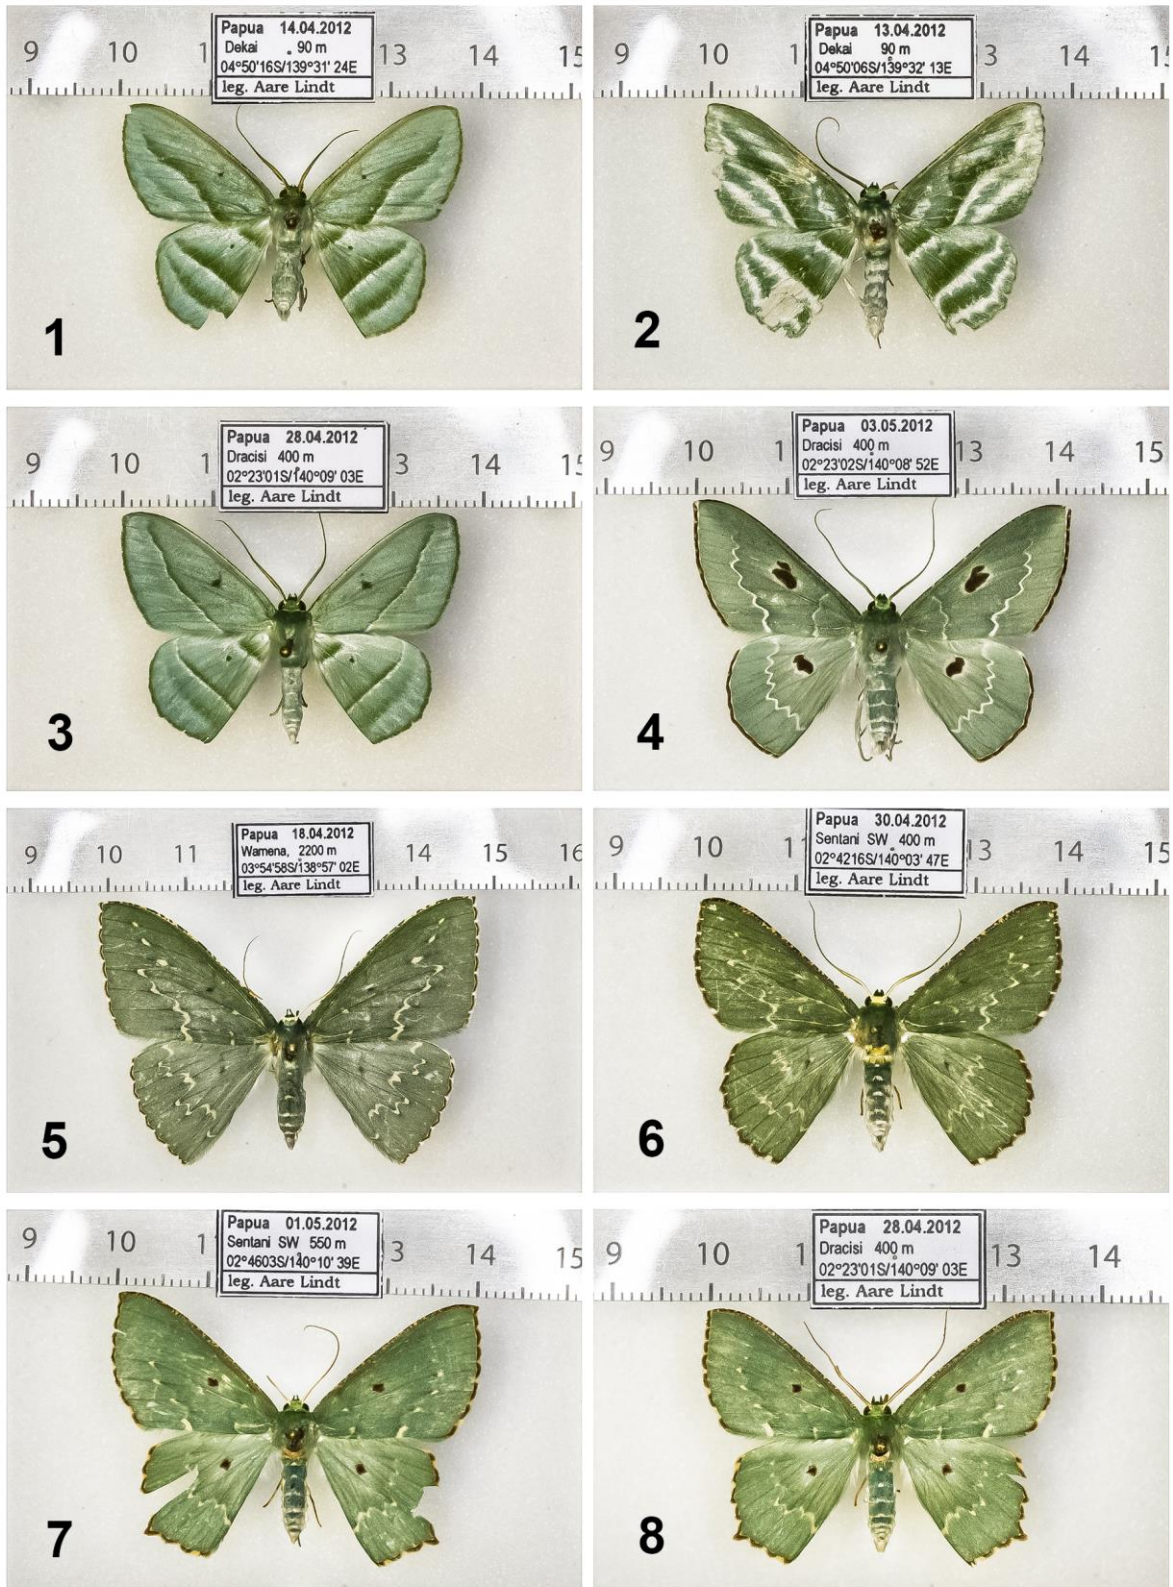 9 10 13 14 15
Papua 14.04.2012
Dekai 90 m
04°50'16S/139°31' 24E
leg. Aare Lindt
1
9 10 3 14 15
Papua 13.04.2012
Dekai 90 m
04°50'06S/139°32' 13E
leg. Aare Lindt
2
9 10 3 14 15
Papua 28.04.2012
Dracisi 400 m
02°23'01S/140°09' 03E
leg. Aare Lindt
3
9 10 1 13 14 15
Papua 03.05.2012
Dracisi 400 m
02°23'02S/140°08' 52E
leg. Aare Lindt
4
9 10 11 14 15 16
Papua 18.04.2012
Wamena, 2200 m
03°54'58S/138°57' 02E
leg. Aare Lindt
5
9 10 11 3 14 15
Papua 30.04.2012
Sentani SW 400 m
02°4216S/140°03' 47E
leg. Aare Lindt
6
9 10 1 3 14 15
Papua 01.05.2012
Sentani SW 550 m
02°4603S/140°10' 39E
leg. Aare Lindt
7
9 10 1 13 14
Papua 28.04.2012
Dracisi 400 m
02°23'01S/140°09' 03E
leg. Aare Lindt
8